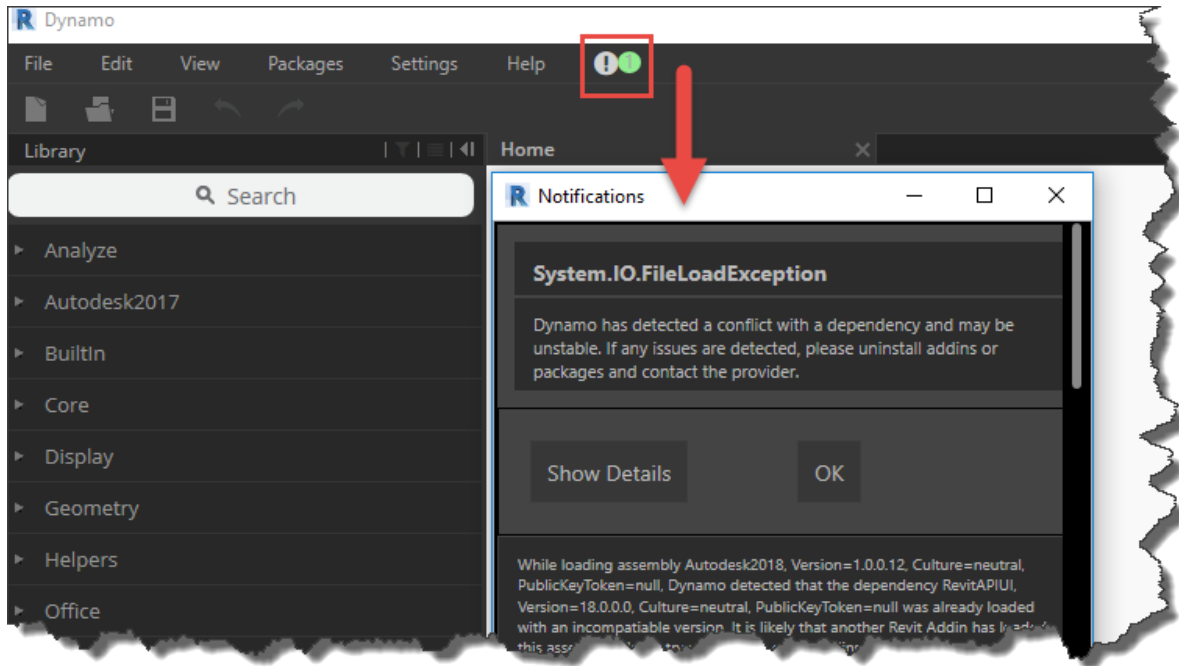 R Dynamo
File Edit View Packages Settings Help ! 1
Library
Home
Search
R Notifications
Analyze
Autodesk2017
BuiltIn
Core
Display
Geometry
Helpers
Office
System.IO.FileLoadException
Dynamo has detected a conflict with a dependency and may be
unstable. If any issues are detected, please uninstall addins or
packages and contact the provider.
Show Details OK
While loading assembly Autodesk2018, Version=1.0.0.12, Culture=neutral,
PublicKeyToken=null, Dynamo detected that the dependency RevitAPIUI,
Version=18.0.0.0, Culture=neutral, PublicKeyToken=null was already loaded
with an incompatiable version. It is likely that another Revit Addin has
this